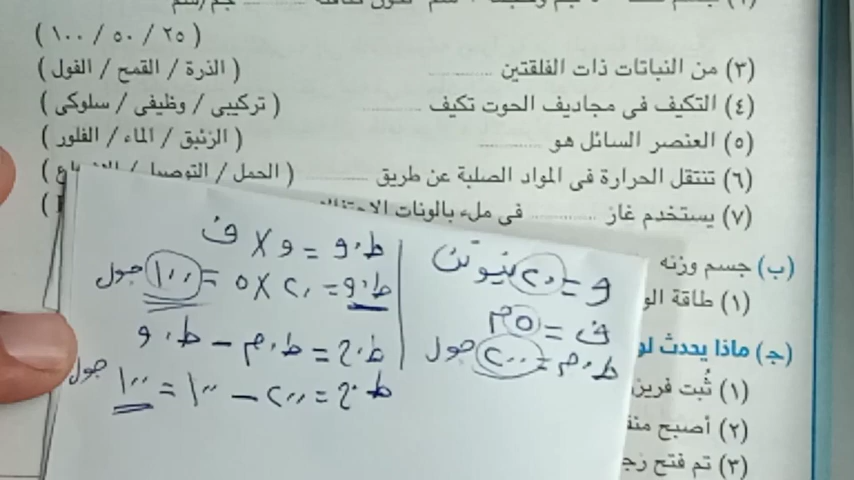 ( ٢٥ / ٥٠ / ١٠٠ )
(٣) من النباتات ذات الفلقتين ............ ( الذرة / القمح / الفول )
(٤) التكيف فى مجاديف الحوت تكيف ............ ( تركيبى / وظيفى / سلوكى )
(٥) العنصر السائل هو ............ ( الزئبق / الماء / الفلور )
(٦) تنتقل الحرارة فى المواد الصلبة عن طريق ............ ( الحمل / التوصيل /
(٧) يستخدم غاز ............ فى ملء بالونات
(ب) جسم وزنه
(١) طاقة
(جـ) ماذا يحدث
(١) ثُبت
(٢) أصبح
(٣) تم فتح
و = ٢٠ نيوتن
ف = ٥ م
ط . م = ٢٠٠ جول
ط . و = و × ف
ط . و = ٢٠ × ٥ = ١٠٠ جول
ط . ح = ط . م - ط . و
ط . ح = ٢٠٠ - ١٠٠ = ١٠٠ جول